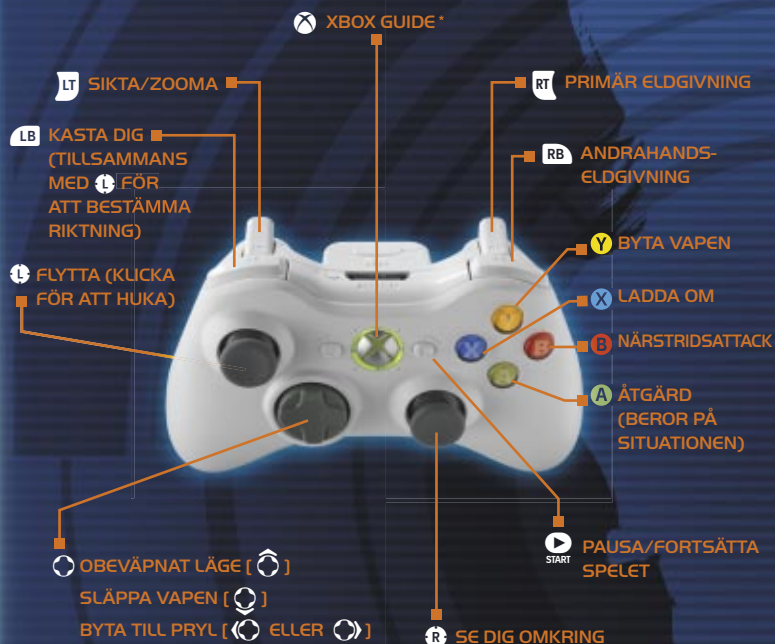 XBOX GUIDE*
LT SIKTA/ZOOMA
RT PRIMÄR ELDGIVNING
LB KASTA DIG
(TILLSAMMANS
MED L FÖR
ATT BESTÄMMA
RIKTNING)
RB ANDRAHANDS-
ELDGIVNING
Y BYTA VAPEN
L FLYTTA (KLICKA
FÖR ATT HUKA)
X LADDA OM
B NÄRSTRIDSATTACK
A ÅTGÄRD
(BEROR PÅ
SITUATIONEN)
START PAUSA/FORTSÄTTA
SPELET
OBEVÄPNAT LÄGE [ ]
SLÄPPA VAPEN [ ]
BYTA TILL PRYL [ ELLER ]
R SE DIG OMKRING
Y
X
B
A